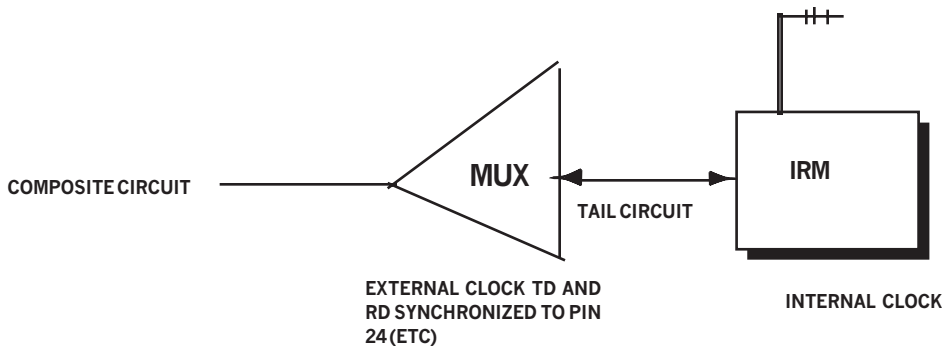 COMPOSITE CIRCUIT
MUX
TAIL CIRCUIT
IRM
EXTERNAL CLOCK TD AND
RD SYNCHRONIZED TO PIN
24 (ETC)
INTERNAL CLOCK